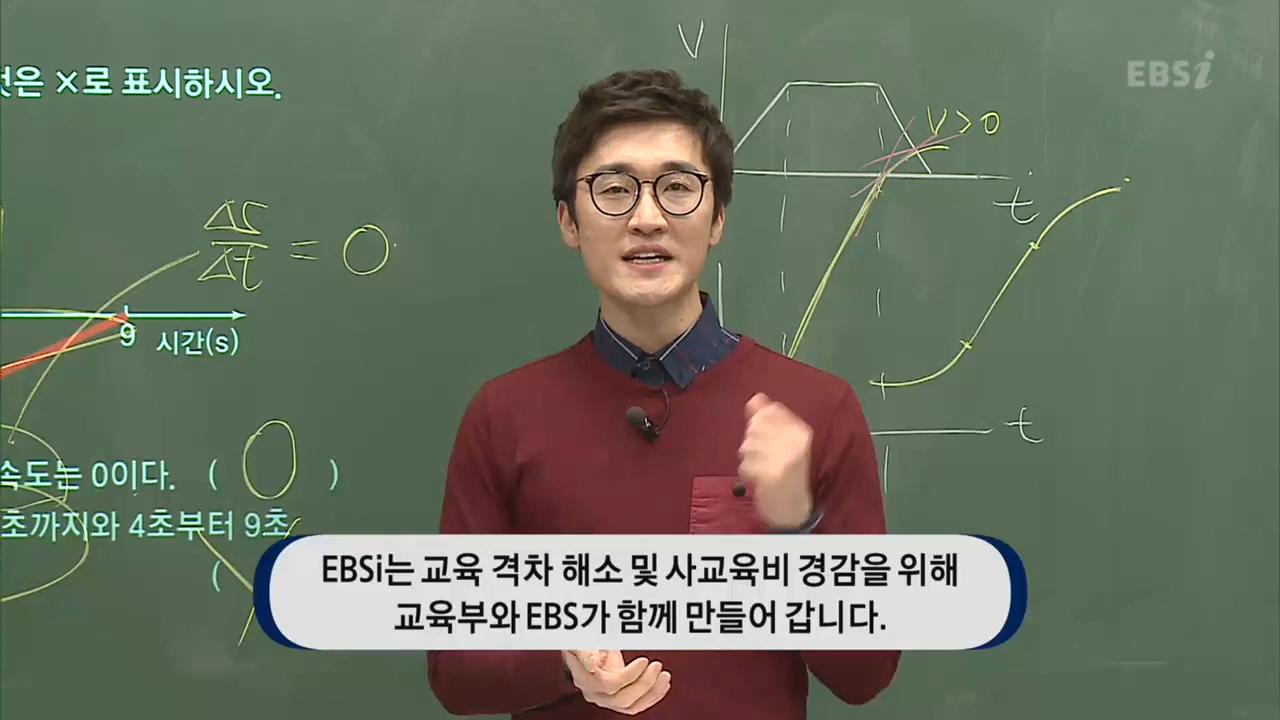 것은 ×로 표시하시오.
V
EBSi
V>0
t
Δs/Δt = 0
9 시간(s)
t
속도는 0이다. ( O )
초까지와 4초부터 9초
(
EBSi는 교육 격차 해소 및 사교육비 경감을 위해
교육부와 EBS가 함께 만들어 갑니다.